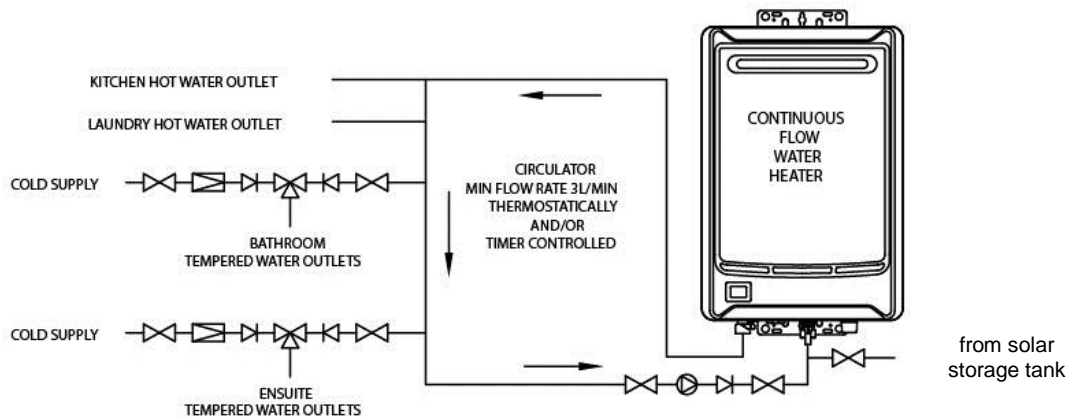 KITCHEN HOT WATER OUTLET
LAUNDRY HOT WATER OUTLET
COLD SUPPLY
BATHROOM
TEMPERED WATER OUTLETS
COLD SUPPLY
ENSUITE
TEMPERED WATER OUTLETS
CIRCULATOR
MIN FLOW RATE 3L/MIN
THERMOSTATICALLY
AND/OR
TIMER CONTROLLED
CONTINUOUS
FLOW
WATER
HEATER
from solar
storage tank